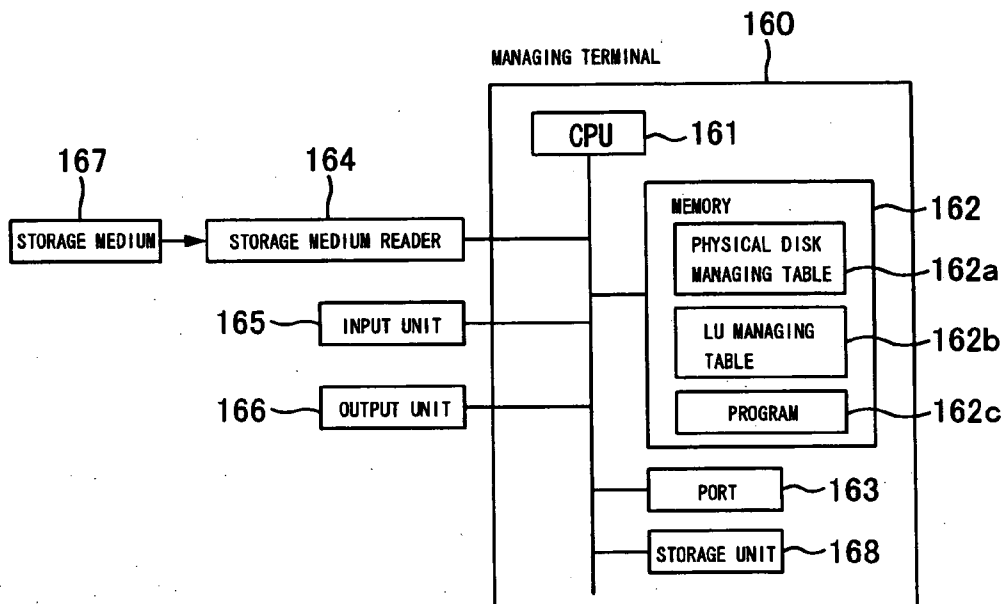 160
MANAGING TERMINAL
CPU
161
167
164
MEMORY
162
STORAGE MEDIUM
STORAGE MEDIUM READER
PHYSICAL DISK
MANAGING TABLE
162a
165
INPUT UNIT
LU MANAGING
TABLE
162b
166
OUTPUT UNIT
PROGRAM
162c
PORT
163
STORAGE UNIT
168